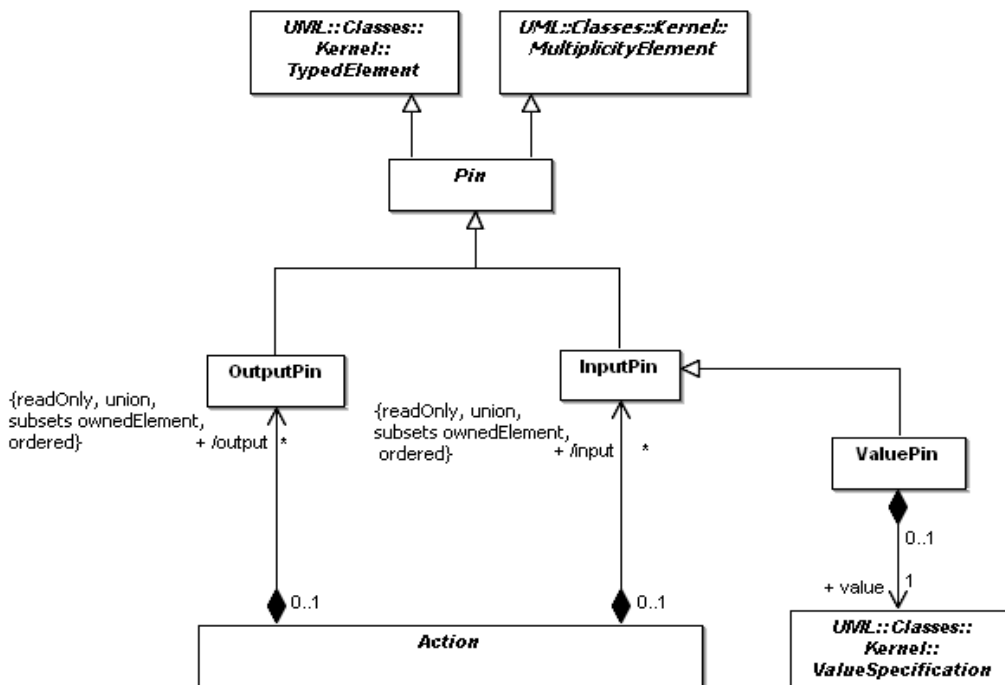 UML::Classes::
Kernel::
TypedElement
UML::Classes::Kernel::
MultiplicityElement
Pin
OutputPin
InputPin
{readOnly, union,
subsets ownedElement,
ordered}
+ /output *
{readOnly, union,
subsets ownedElement,
ordered}
+ /input *
ValuePin
0..1
+ value 1
0..1
0..1
Action
UML::Classes::
Kernel::
ValueSpecification